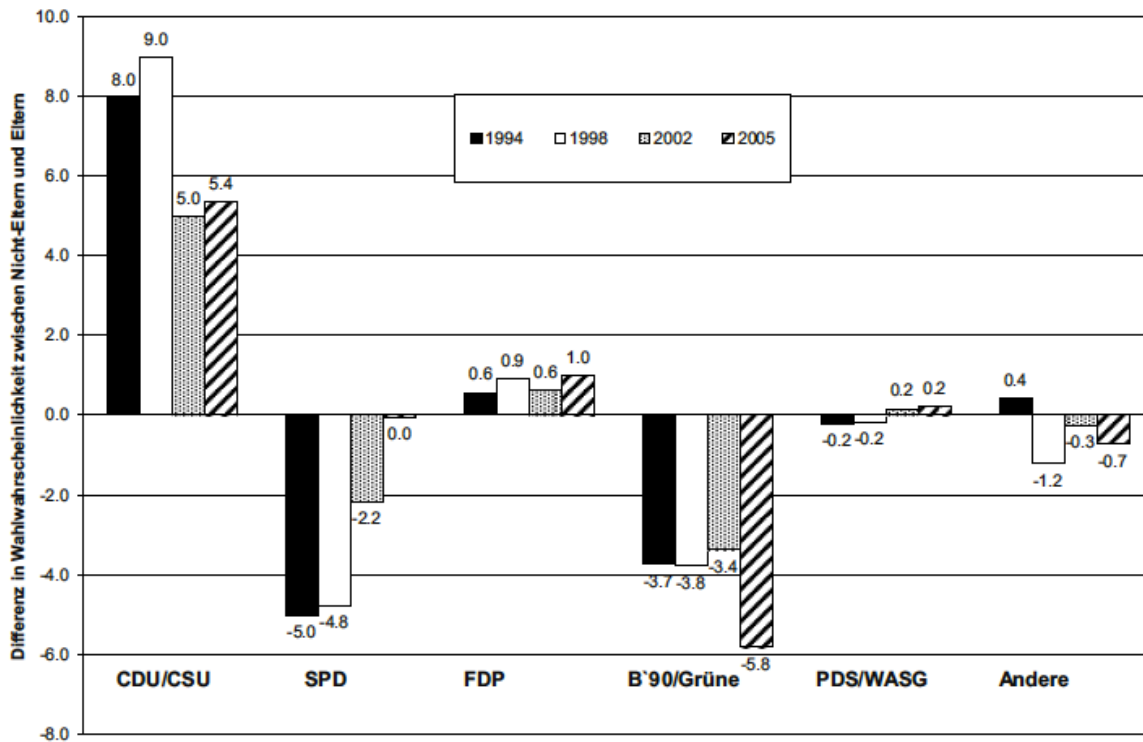 Differenz in Wahlwahrscheinlichkeit zwischen Nicht-Eltern und Eltern
10.0
8.0
6.0
4.0
2.0
0.0
-2.0
-4.0
-6.0
-8.0
1994 1998 2002 2005
8.0 9.0 5.0 5.4
-5.0 -4.8 -2.2 0.0
0.6 0.9 0.6 1.0
-3.7 -3.8 -3.4 -5.8
-0.2 -0.2 0.2 0.2
0.4 -1.2 -0.3 -0.7
CDU/CSU SPD FDP B`90/Grüne PDS/WASG Andere